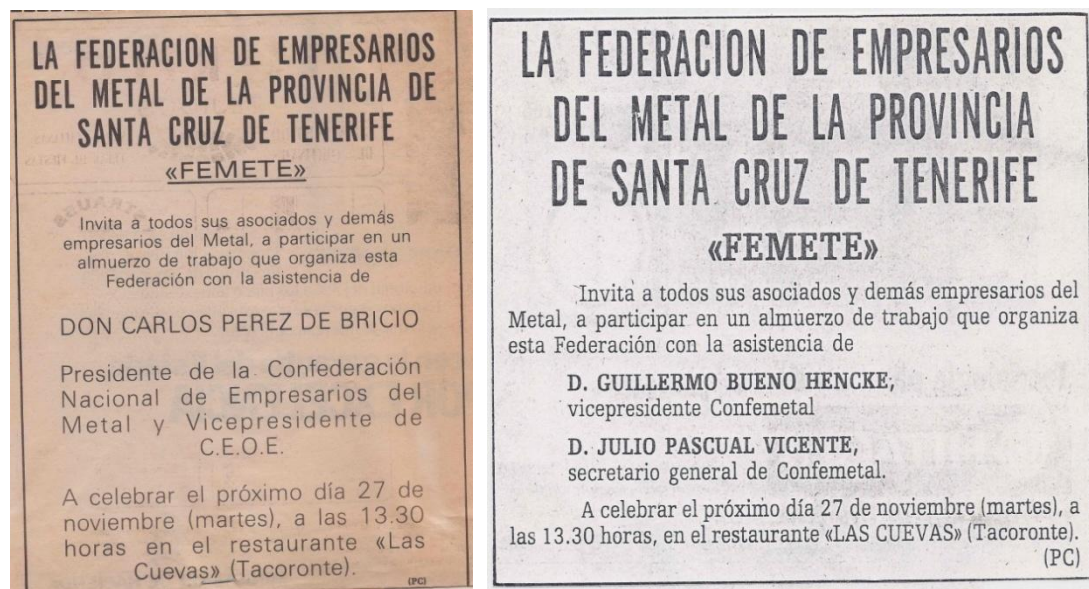 LA FEDERACION DE EMPRESARIOS
DEL METAL DE LA PROVINCIA DE
SANTA CRUZ DE TENERIFE
«FEMETE»
Invita a todos sus asociados y demás
empresarios del Metal, a participar en un
almuerzo de trabajo que organiza esta
Federación con la asistencia de
DON CARLOS PEREZ DE BRICIO
Presidente de la Confederación
Nacional de Empresarios del
Metal y Vicepresidente de
C.E.O.E.
A celebrar el próximo día 27 de
noviembre (martes), a las 13.30
horas en el restaurante «Las
Cuevas» (Tacoronte).
(PC)
LA FEDERACION DE EMPRESARIOS
DEL METAL DE LA PROVINCIA
DE SANTA CRUZ DE TENERIFE
«FEMETE»
Invita a todos sus asociados y demás empresarios del
Metal, a participar en un almuerzo de trabajo que organiza
esta Federación con la asistencia de
D. GUILLERMO BUENO HENCKE,
vicepresidente Confemetal
D. JULIO PASCUAL VICENTE,
secretario general de Confemetal.
A celebrar el próximo día 27 de noviembre (martes), a
las 13.30 horas, en el restaurante «LAS CUEVAS» (Tacoronte).
(PC)